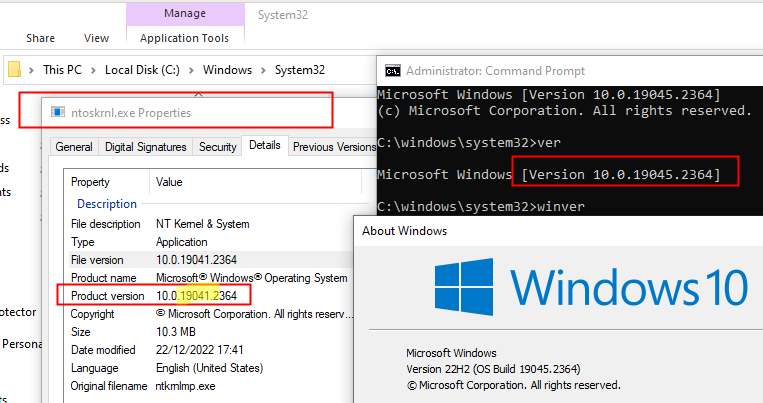 Manage
System32
Share
View
Application Tools
This PC
Local Disk (C:)
Windows
System32
ntoskrnl.exe Properties
General
Digital Signatures
Security
Details
Previous Versions
Property
Value
Description
File description
NT Kernel & System
Type
Application
File version
10.0.19041.2364
Product name
Microsoft® Windows® Operating System
Product version
10.0.19041.2364
Copyright
© Microsoft Corporation. All rights reserv...
Size
10.3 MB
Date modified
22/12/2022 17:41
Language
English (United States)
Original filename
ntkrnlmp.exe
Administrator: Command Prompt
Microsoft Windows [Version 10.0.19045.2364]
(c) Microsoft Corporation. All rights reserved.
C:\windows\system32>ver
Microsoft Windows [Version 10.0.19045.2364]
C:\windows\system32>winver
About Windows
Windows 10
Microsoft Windows
Version 22H2 (OS Build 19045.2364)
© Microsoft Corporation. All rights reserved.